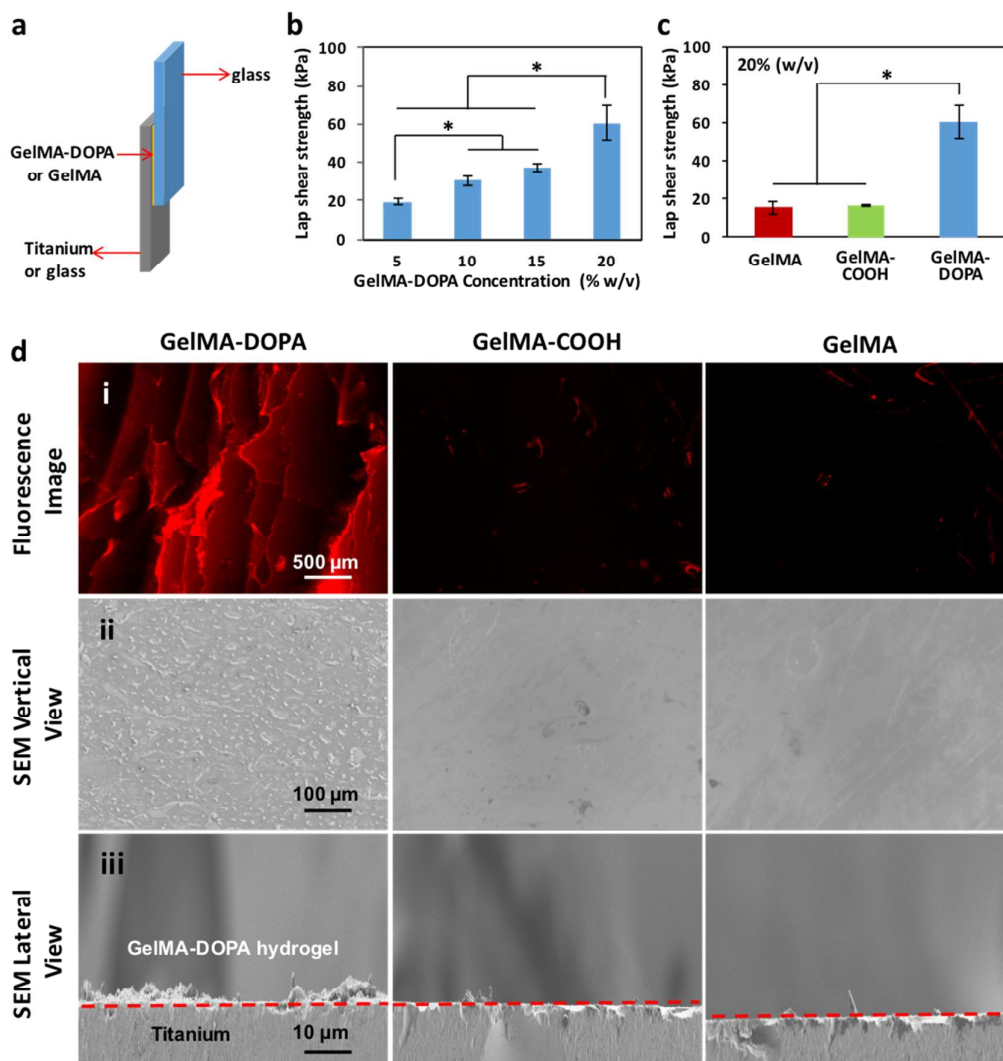 a
glass
GelMA-DOPA
or GelMA
Titanium
or glass
b
Lap shear strength (kPa)
100
80
60
40
20
0
*
*
5 10 15 20
GelMA-DOPA Concentration (% w/v)
c
Lap shear strength (kPa)
100
80
60
40
20
0
20% (w/v)
*
GelMA
GelMA-
COOH
GelMA-
DOPA
d
GelMA-DOPA
GelMA-COOH
GelMA
Fluorescence
Image
i
500 µm
SEM Vertical
View
ii
100 µm
SEM Lateral
View
iii
GelMA-DOPA hydrogel
Titanium
10 µm